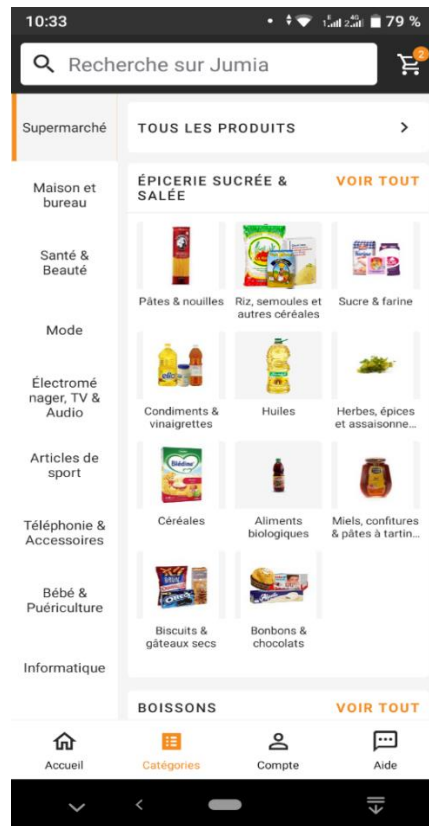 10:33
79 %
Recherche sur Jumia
2
Supermarché
Maison et
bureau
Santé &
Beauté
Mode
Électromé
nager, TV &
Audio
Articles de
sport
Téléphonie &
Accessoires
Bébé &
Puériculture
Informatique
TOUS LES PRODUITS
ÉPICERIE SUCRÉE &
SALÉE
VOIR TOUT
Pâtes & nouilles
Riz, semoules et
autres céréales
Sucre & farine
Condiments &
vinaigrettes
Huiles
Herbes, épices
et assaisonne...
Blédine
Céréales
Aliments
biologiques
Miels, confitures
& pâtes à tartin...
OREO
Biscuits &
gâteaux secs
Bonbons &
chocolats
BOISSONS
VOIR TOUT
Accueil
Catégories
Compte
Aide